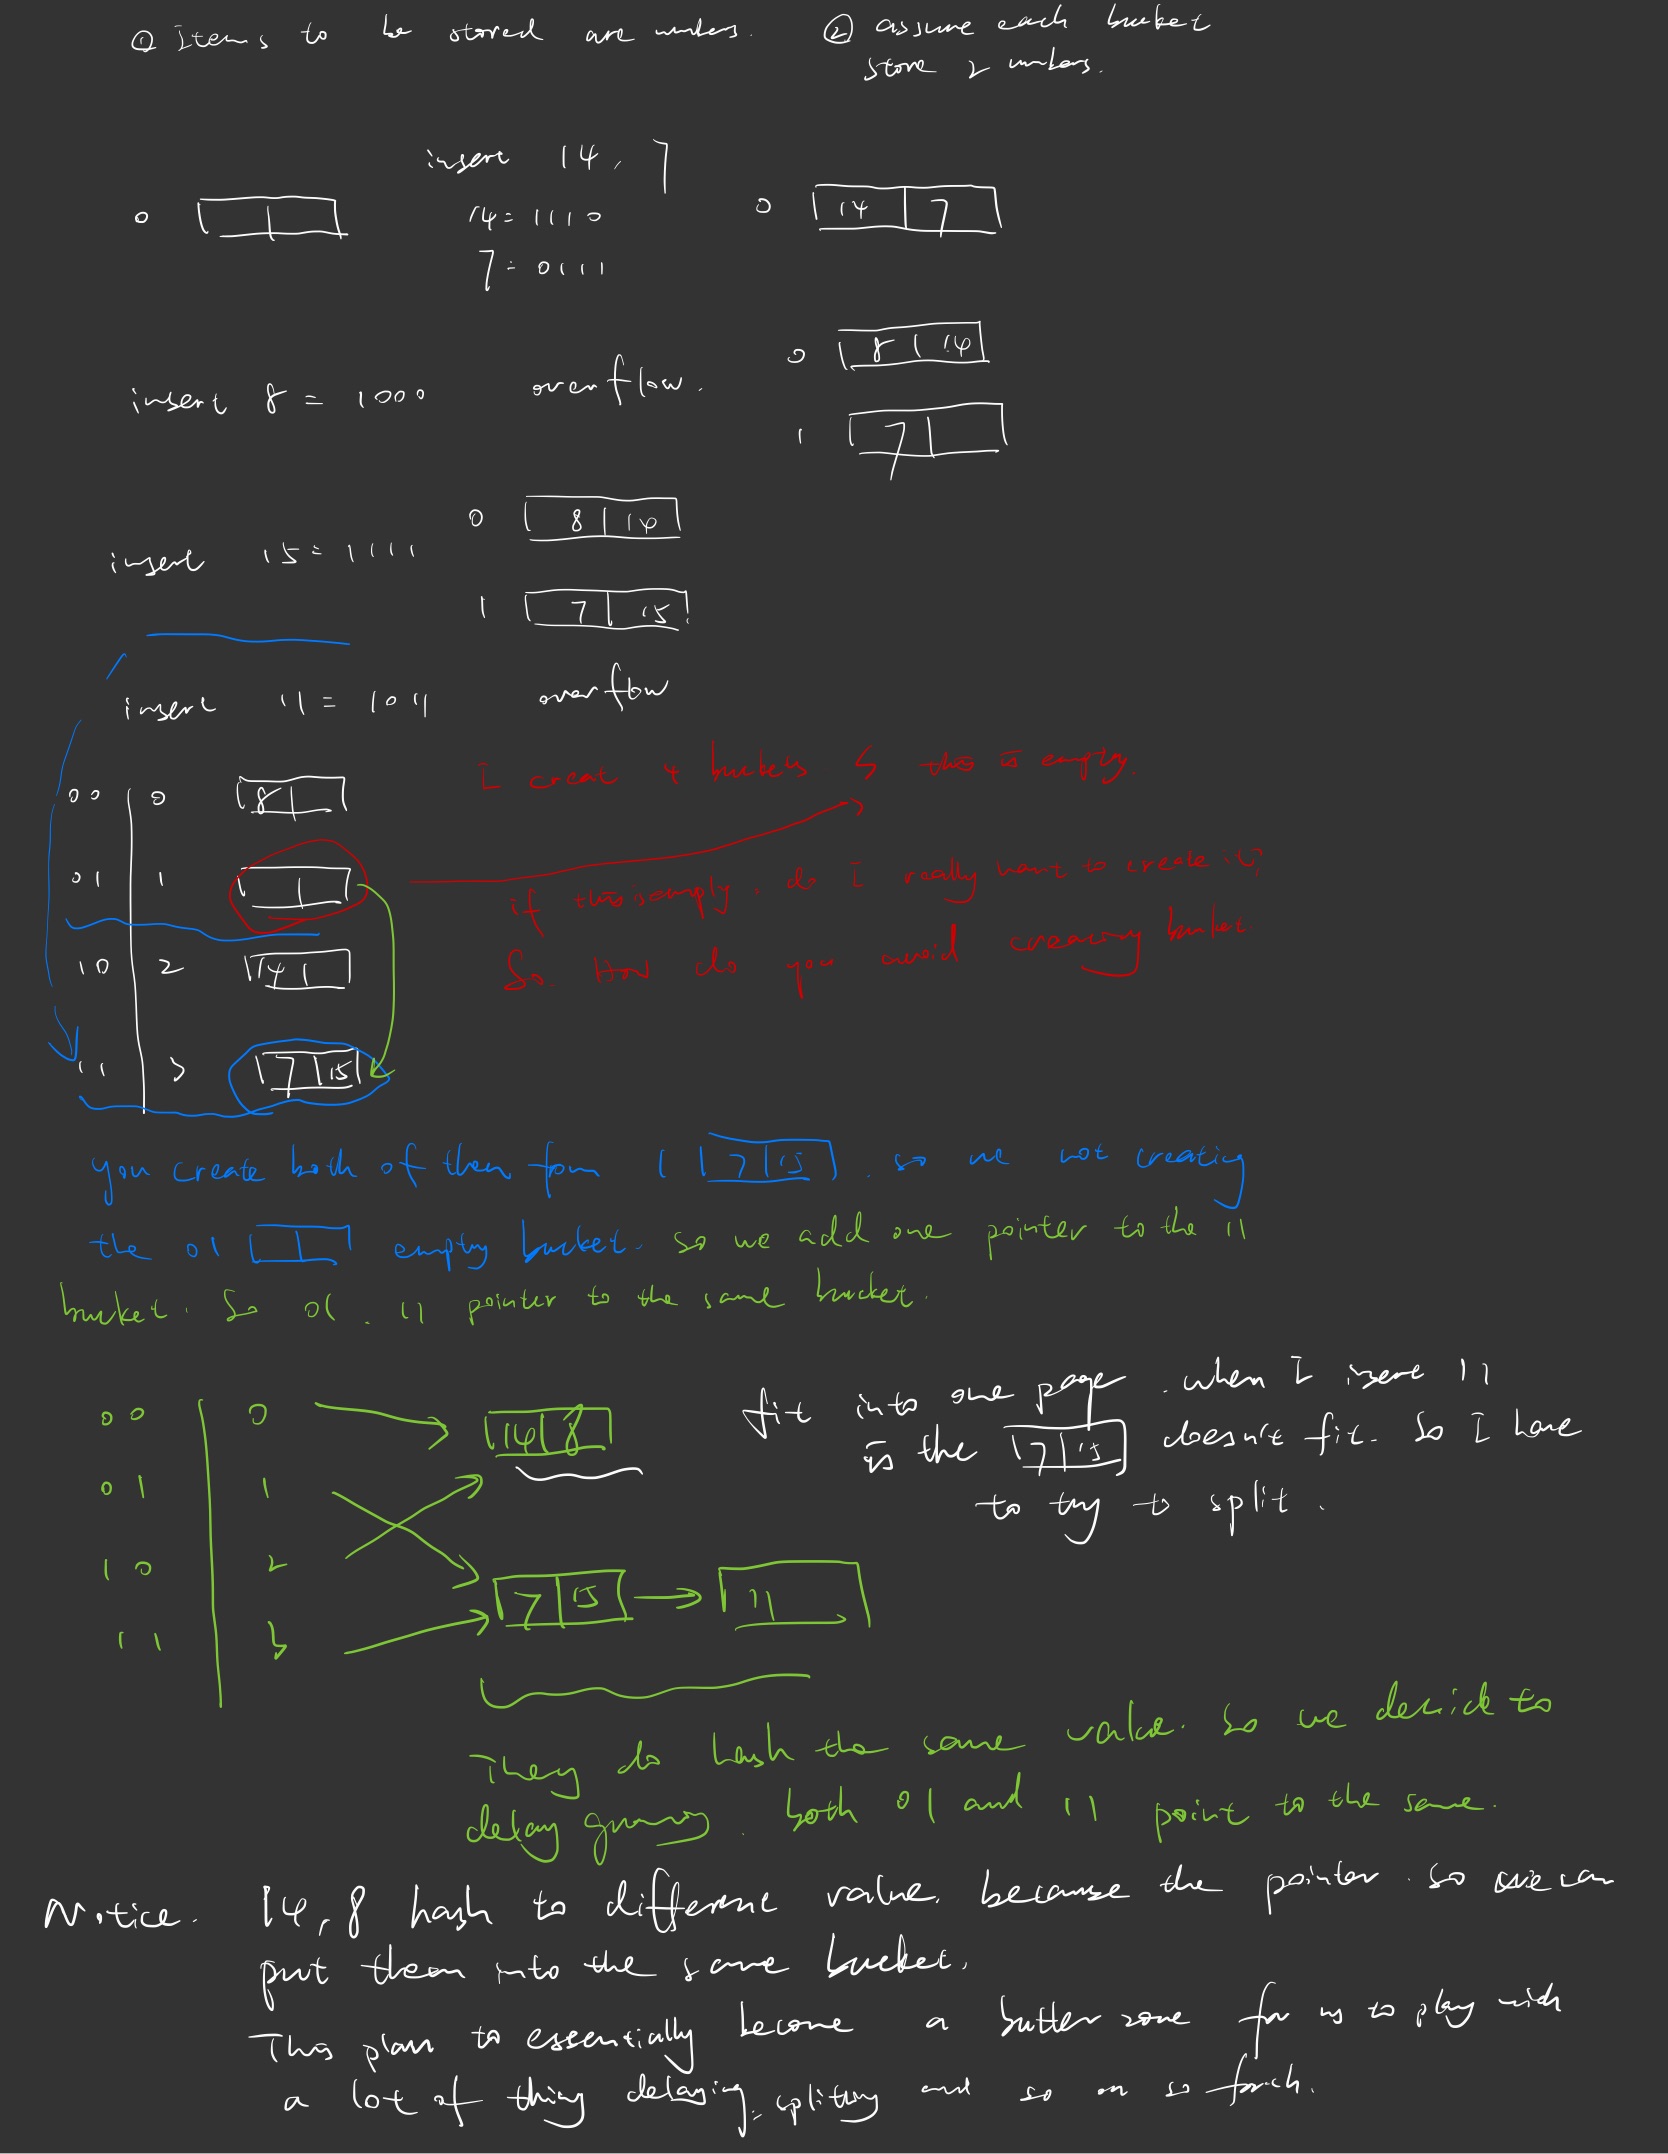 ① Items to be stored are numbers. ② assume each bucket
store 2 numbers.
insert 14, 7
0 14 = 1110 0 14 7
7 = 0111
0 8 14
insert 8 = 1000 overflow.
1 7
0 8 14
insert 15 = 1111
1 7 15
insert 11 = 1011 overflow
I creat 4 buckets & this is empty.
00 0 8
01 1
if this is empty, do I really want to create it?
10 2 14
So. How do you avoid creating bucket.
11 3 7 15
you create both of them from 1 7 15, so we not creating
the 01 empty bucket. so we add one pointer to the 11
bucket. So 01, 11 pointer to the same bucket.
fit into one page. when I insert 11
00 0 14 8
is the 7 15 doesn't fit. So I have
01 1
to try to split.
10 2
7 15 11
11 3
They do hash the same value. So we decide to
delay growing. both 01 and 11 point to the same.
Notice. 14, 8 hash to different value. because the pointer. so we can
put them into the same bucket.
This plan to essentially become a buffer zone for us to play with
a lot of thing delaying splitting and so on so forth.